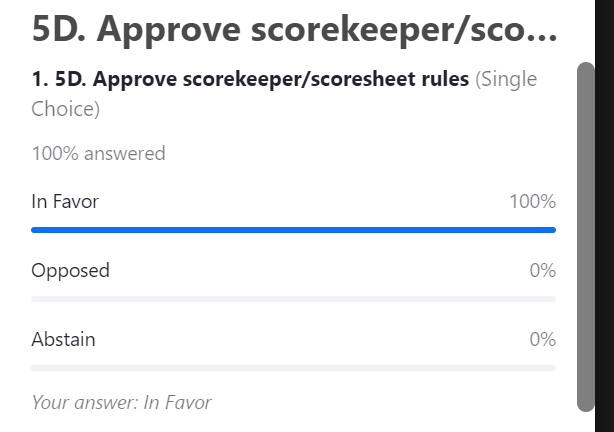 5D. Approve scorekeeper/sco...
1. 5D. Approve scorekeeper/scoresheet rules (Single
Choice)
100% answered
In Favor 100%
Opposed 0%
Abstain 0%
Your answer: In Favor